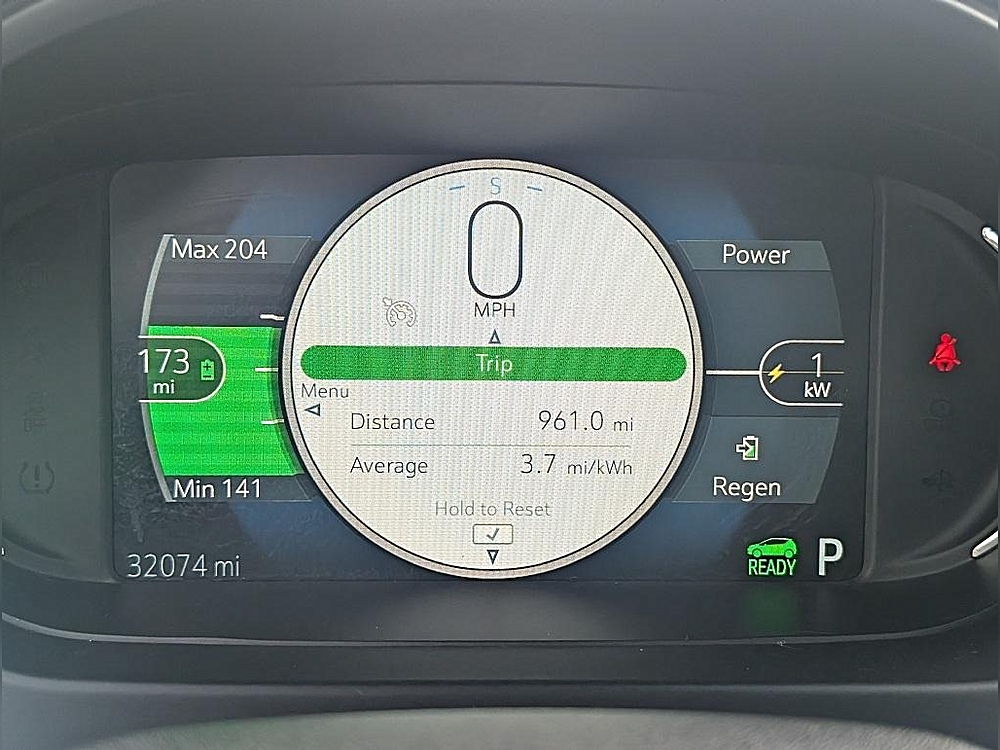 S
0
MPH
Max 204
Power
173
mi
Trip
1
kW
Menu
Distance 961.0 mi
Average 3.7 mi/kWh
Min 141
Regen
Hold to Reset
32074 mi
READY P